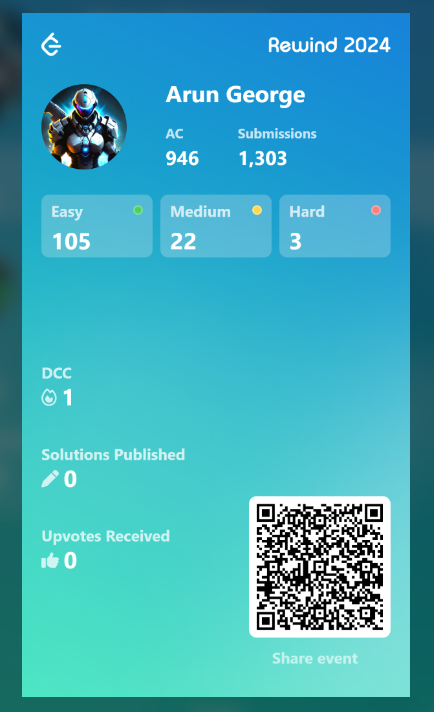 Rewind 2024
Arun George
AC Submissions
946 1,303
Easy Medium Hard
105 22 3
DCC
1
Solutions Published
0
Upvotes Received
0
Share event